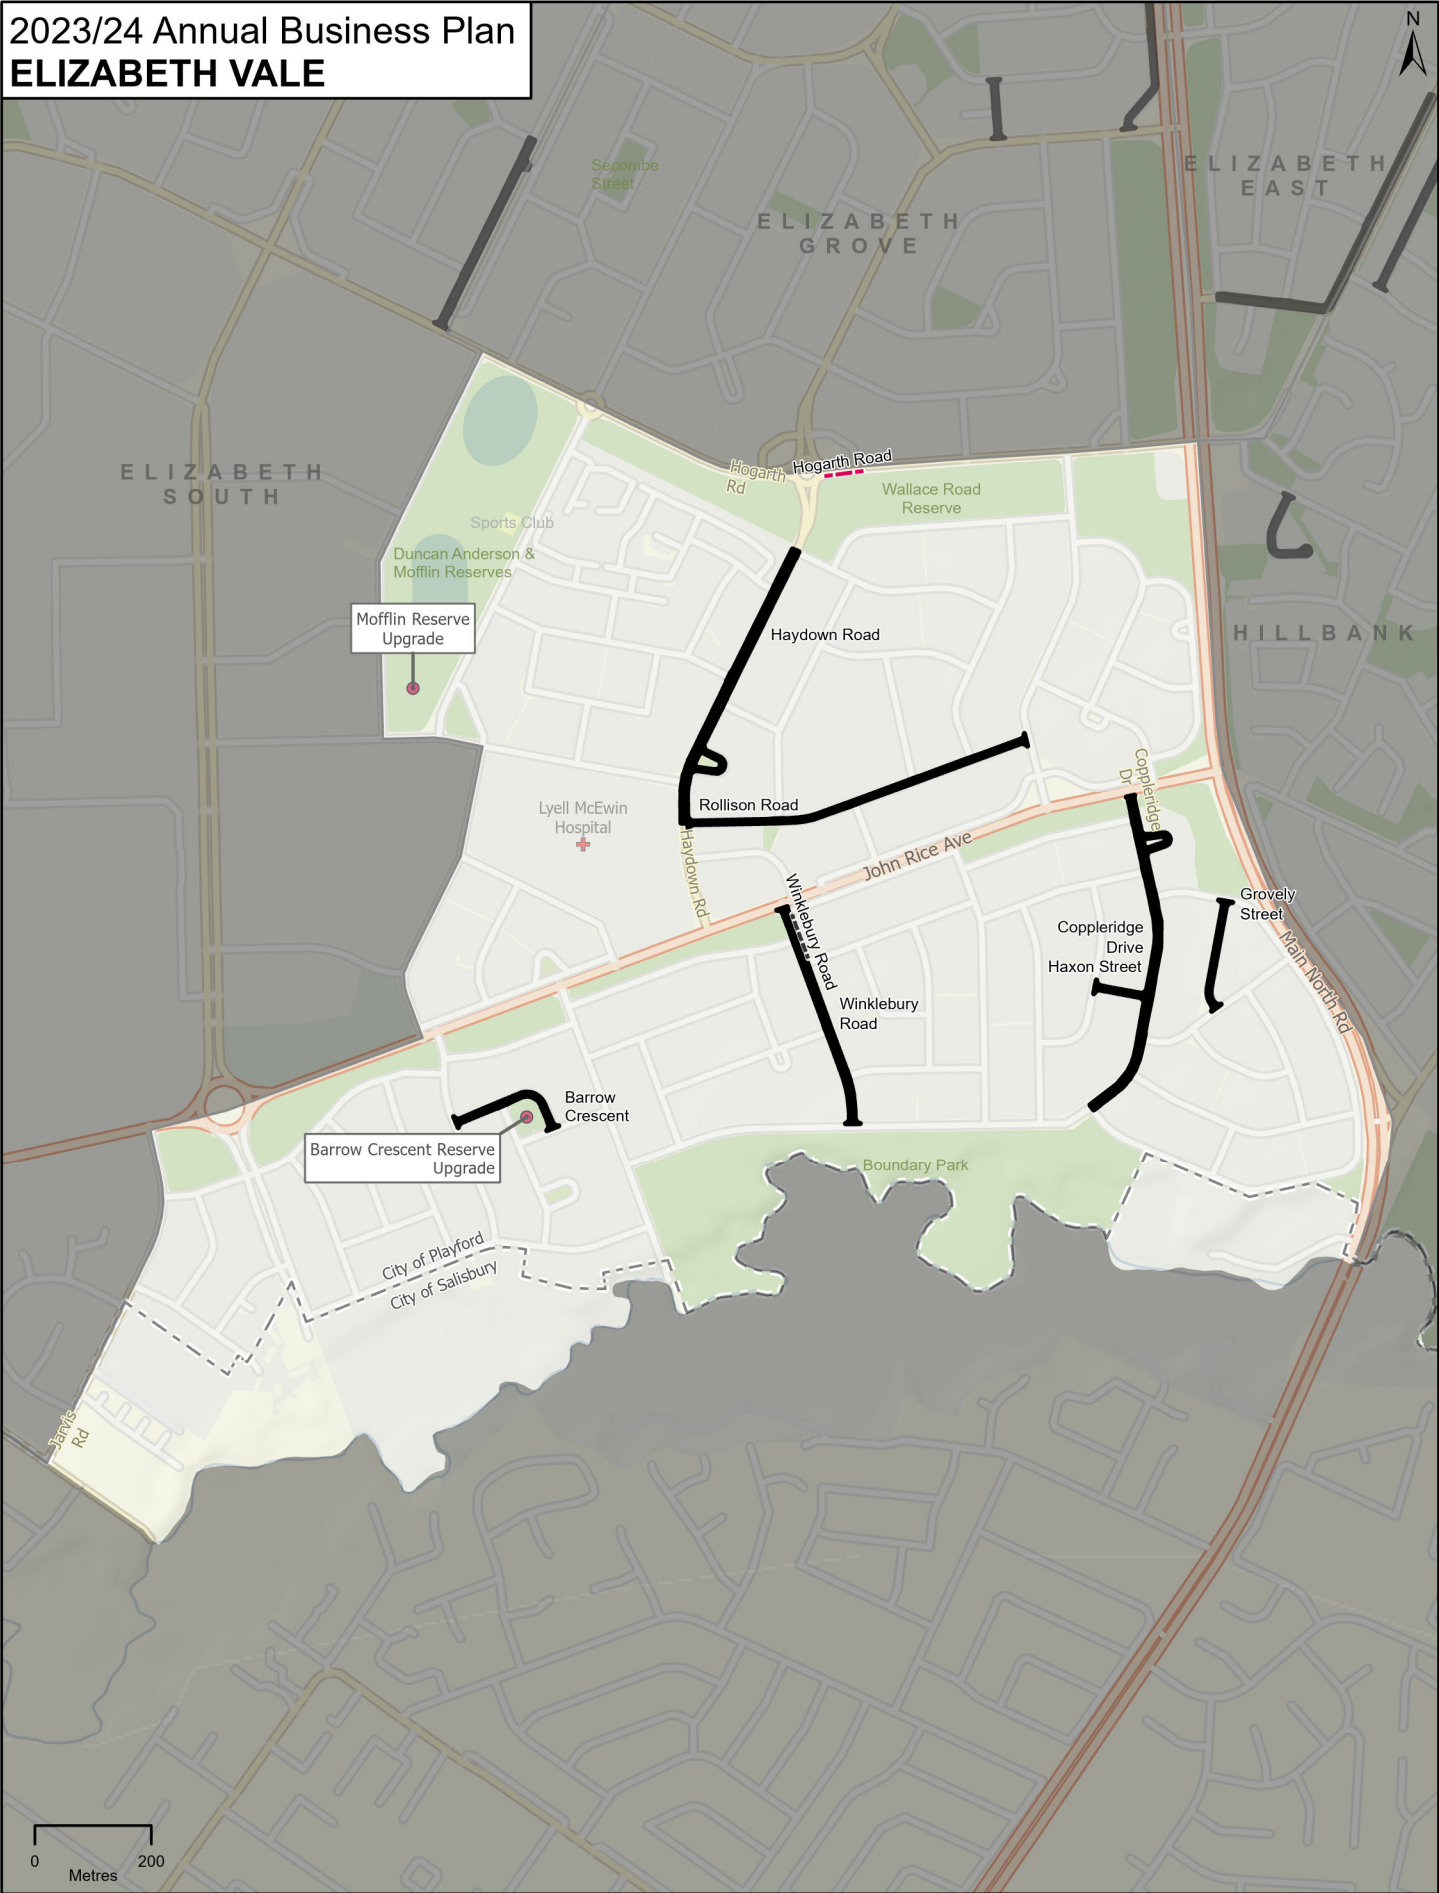 2023/24 Annual Business Plan
ELIZABETH VALE
N
Secombe
Street
ELIZABETH
EAST
ELIZABETH
GROVE
ELIZABETH
SOUTH
Hogarth Road
Hogarth
Rd
Wallace Road
Reserve
Sports Club
Duncan Anderson &
Mofflin Reserves
Mofflin Reserve
Upgrade
Haydown Road
HILLBANK
Coppleridge
Dr
Rollison Road
Lyell McEwin
Hospital
Haydown Rd
John Rice Ave
Winklebury Road
Grovely
Street
Coppleridge
Drive
Haxon Street
Main North Rd
Winklebury
Road
Barrow
Crescent
Barrow Crescent Reserve
Upgrade
Boundary Park
City of Playford
City of Salisbury
Jarvis
Rd
0 200
Metres